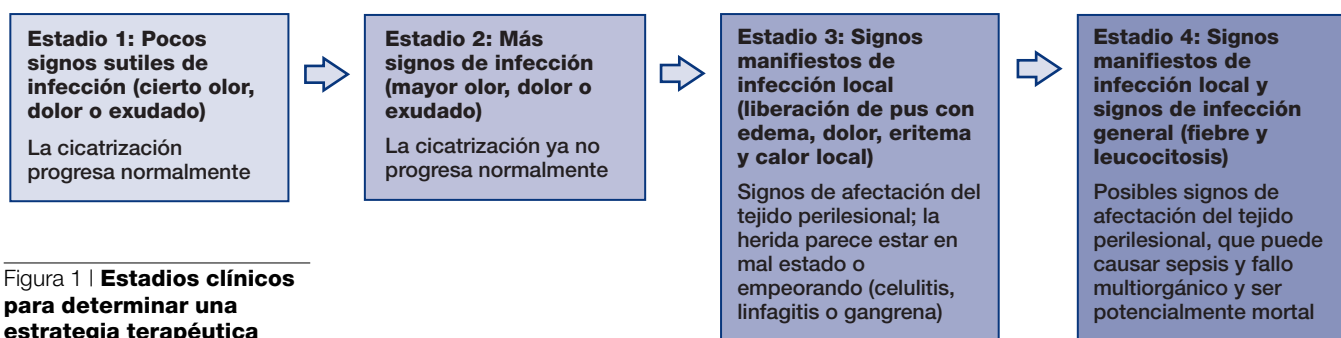 Estadio 1: Pocos
signos sutiles de
infección (cierto olor,
dolor o exudado)
La cicatrización
progresa normalmente
Estadio 2: Más
signos de infección
(mayor olor, dolor o
exudado)
La cicatrización ya no
progresa normalmente
Estadio 3: Signos
manifiestos de
infección local
(liberación de pus con
edema, dolor, eritema
y calor local)
Signos de afectación del
tejido perilesional; la
herida parece estar en
mal estado o
empeorando (celulitis,
linfagitis o gangrena)
Estadio 4: Signos
manifiestos de
infección local y
signos de infección
general (fiebre y
leucocitosis)
Posibles signos de
afectación del tejido
perilesional, que puede
causar sepsis y fallo
multiorgánico y ser
potencialmente mortal
Figura 1 | Estadios clínicos
para determinar una
estrategia terapéutica